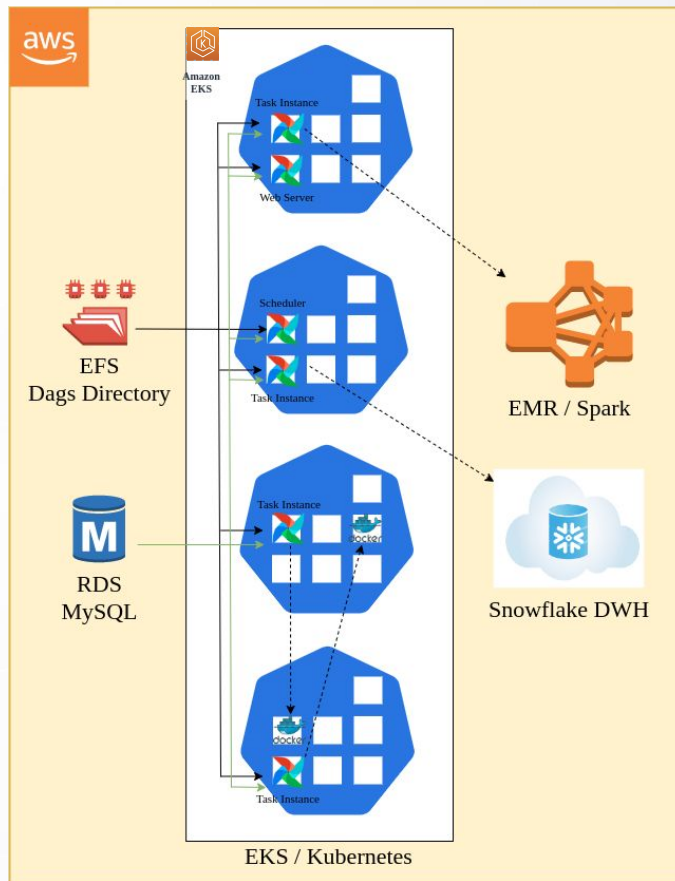 aws
Amazon
EKS
Task Instance
Web Server
Scheduler
Task Instance
EFS
Dags Directory
EMR / Spark
Task Instance
docker
M
RDS
MySQL
Snowflake DWH
docker
Task Instance
EKS / Kubernetes